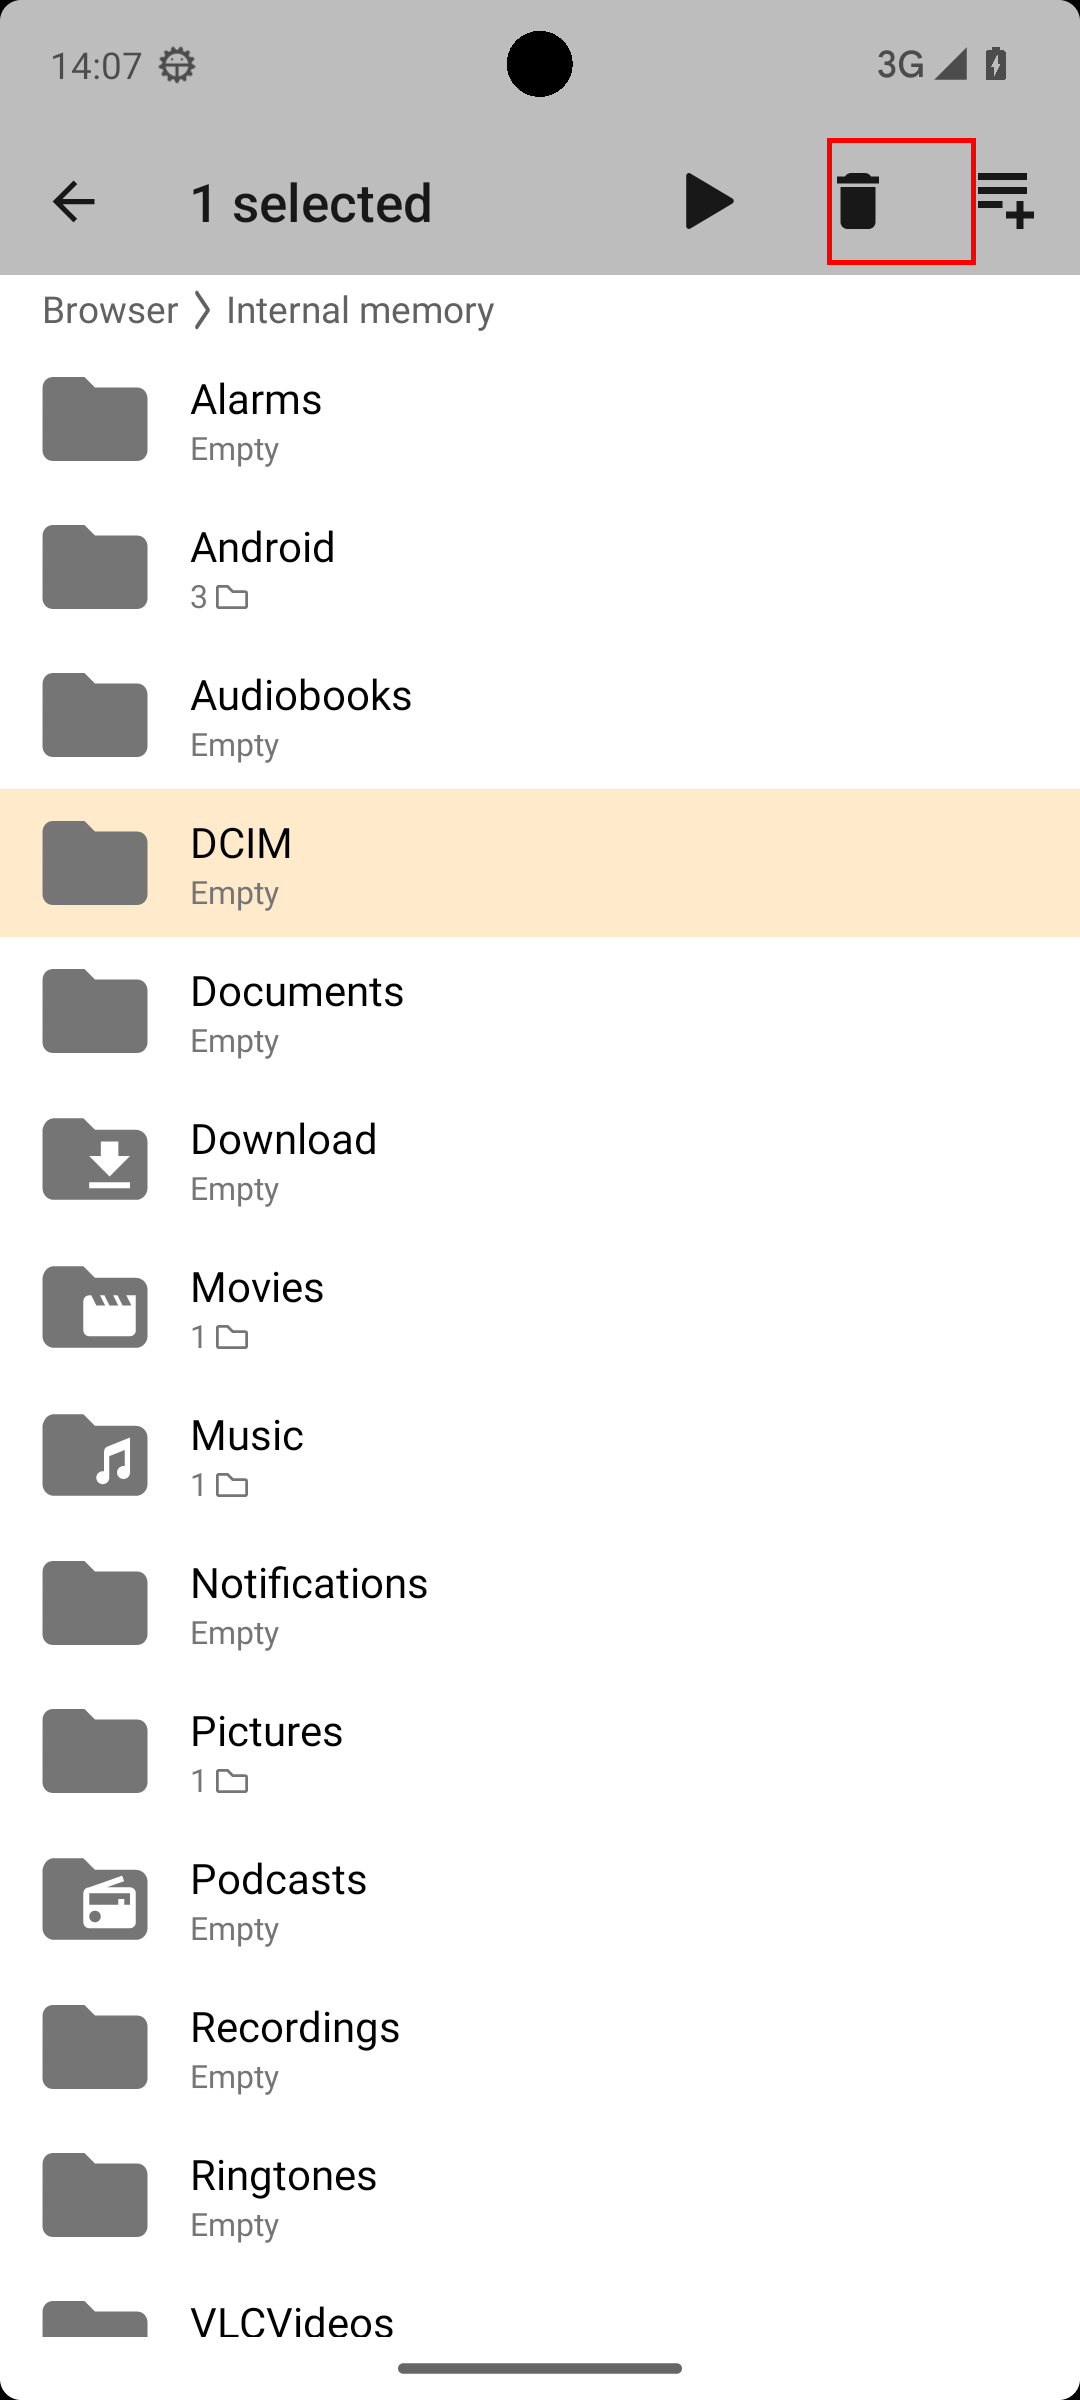 14:07 3G
1 selected
Browser Internal memory
Alarms
Empty
Android
3
Audiobooks
Empty
DCIM
Empty
Documents
Empty
Download
Empty
Movies
1
Music
1
Notifications
Empty
Pictures
1
Podcasts
Empty
Recordings
Empty
Ringtones
Empty
VLCVideos